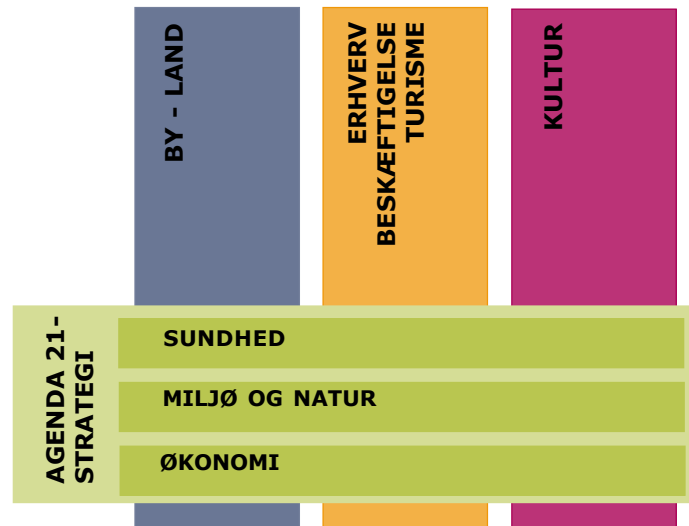 BY - LAND
ERHVERV
BESKÆFTIGELSE
TURISME
KULTUR
AGENDA 21-
STRATEGI
SUNDHED
MILJØ OG NATUR
ØKONOMI